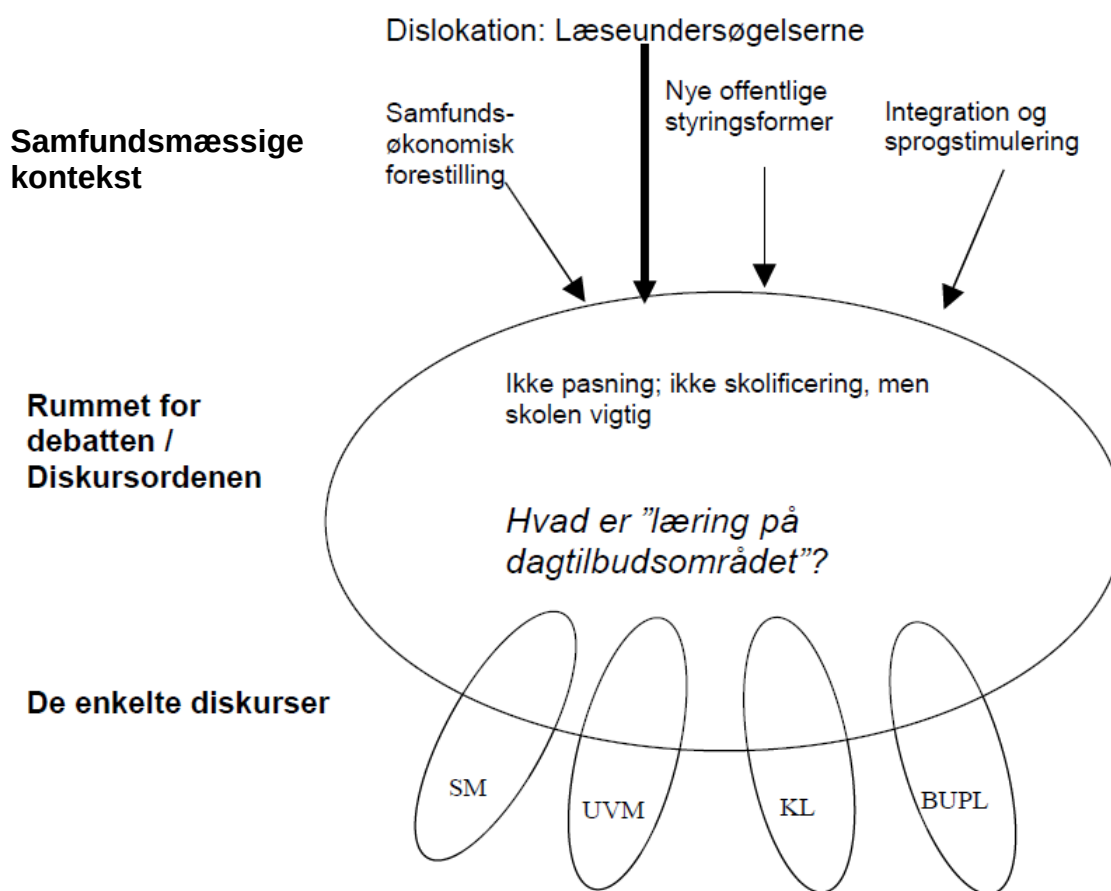 Dislokation: Læseundersøgelserne
Samfundsmæssige
kontekst
Samfunds-
økonomisk
forestilling
Nye offentlige
styringsformer
Integration og
sprogstimulering
Rummet for
debatten /
Diskursordenen
Ikke pasning; ikke skolificering, men
skolen vigtig
Hvad er ”læring på
dagtilbudsområdet”?
De enkelte diskurser
SM
UVM
KL
BUPL